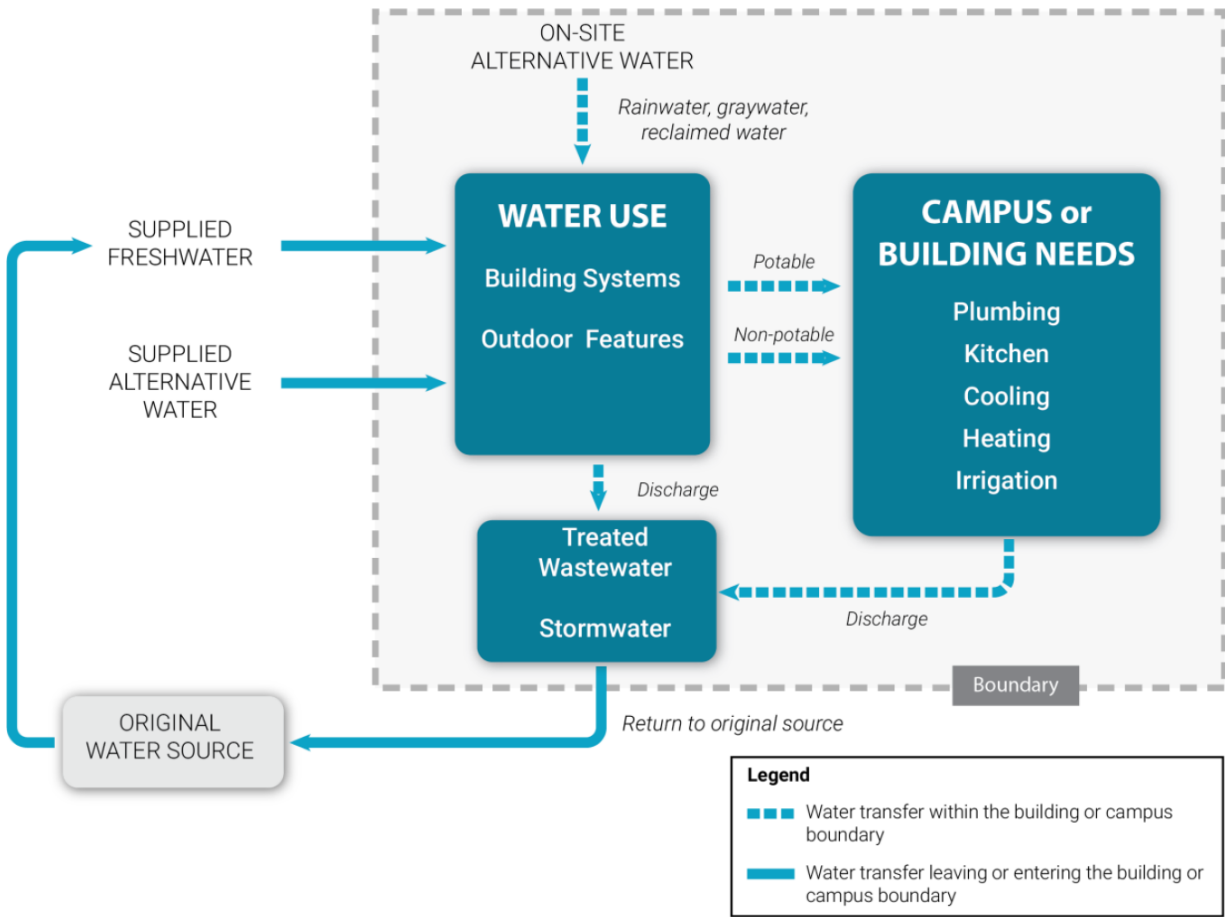 ON-SITE
ALTERNATIVE WATER
Rainwater, graywater,
reclaimed water
SUPPLIED
FRESHWATER
SUPPLIED
ALTERNATIVE
WATER
WATER USE
Building Systems
Outdoor Features
Potable
Non-potable
CAMPUS or
BUILDING NEEDS
Plumbing
Kitchen
Cooling
Heating
Irrigation
Discharge
Treated
Wastewater
Stormwater
Discharge
Boundary
ORIGINAL
WATER SOURCE
Return to original source
Legend
Water transfer within the building or campus
boundary
Water transfer leaving or entering the building or
campus boundary